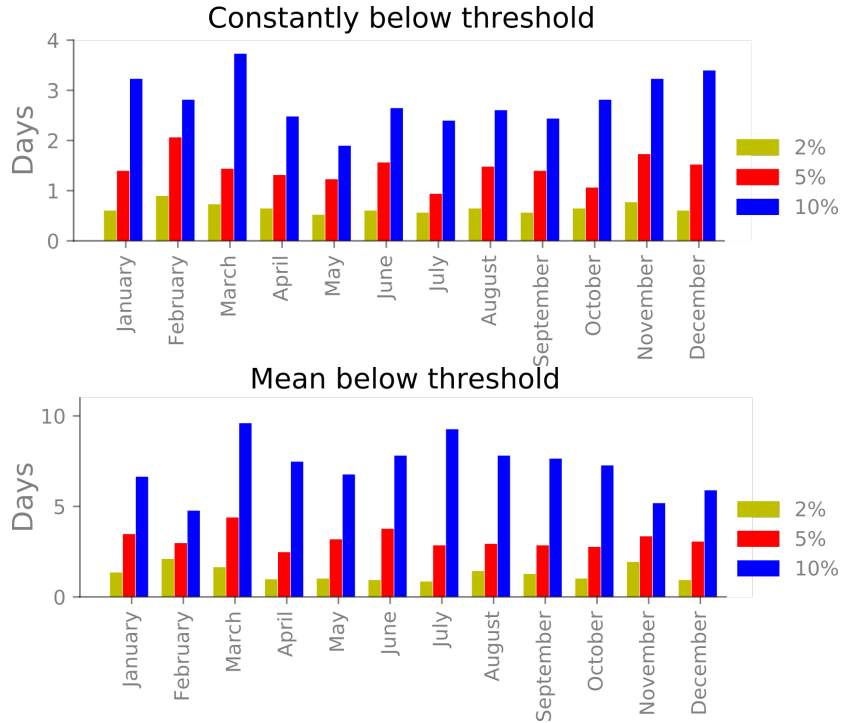 Constantly below threshold
Days
4
3
2
1
0
January
February
March
April
May
June
July
August
September
October
November
December
2%
5%
10%
Mean below threshold
Days
10
5
0
January
February
March
April
May
June
July
August
September
October
November
December
2%
5%
10%